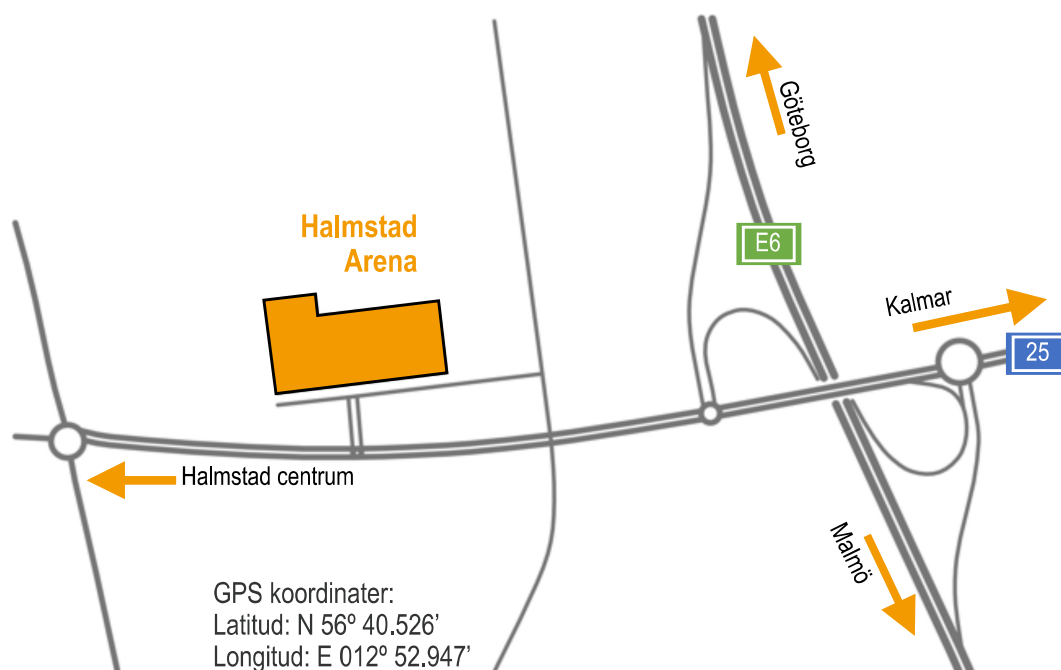 Göteborg
Halmstad
Arena
E6
Kalmar
25
Halmstad centrum
Malmö
GPS koordinater:
Latitud: N 56º 40.526’
Longitud: E 012º 52.947’